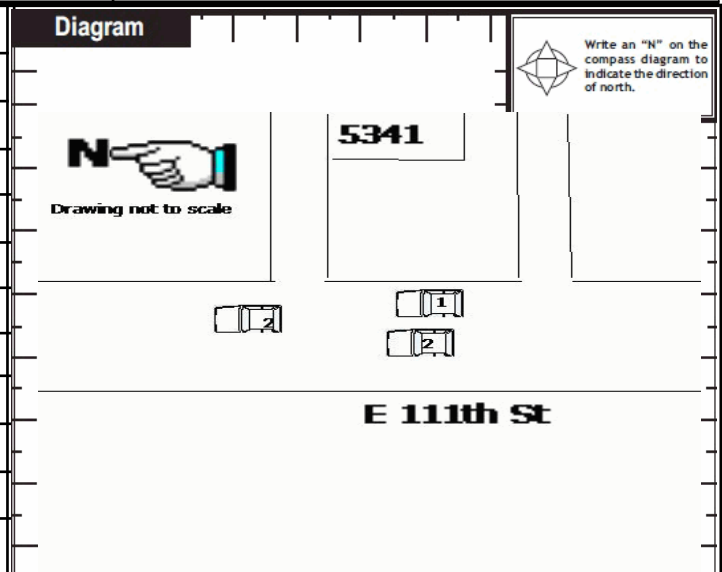 Diagram
Write an “N” on the
compass diagram to
indicate the direction
of north.
5341
N
Drawing not to scale
1
2
2
E 111th St